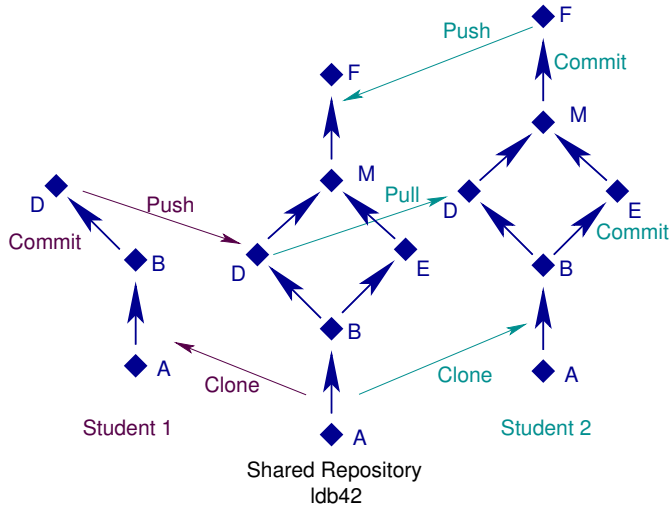 F
Push
Commit
F
M
M
D
Push
Pull
D
E
Commit
Commit
B
D
E
B
B
A
Clone
Clone
A
Student 1
A
Student 2
Shared Repository
ldb42